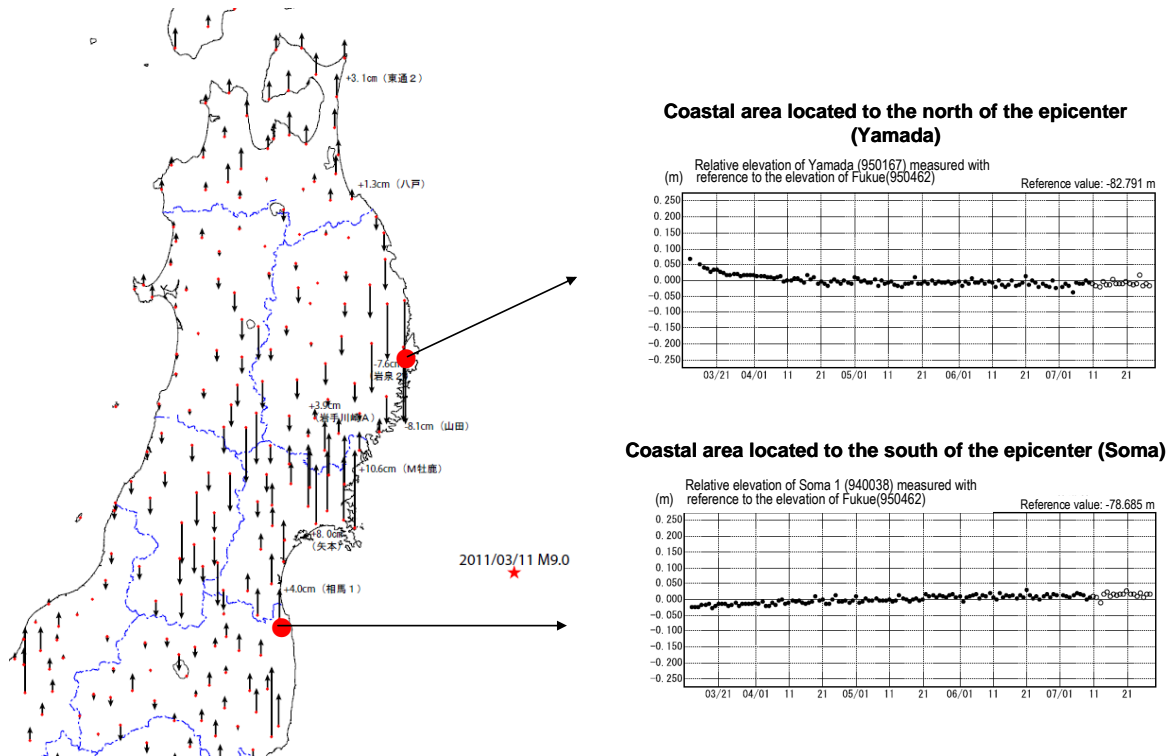 +3.1cm（東通２）
+1.3cm（八戸）
-7.6cm
（岩泉２
+3.9cm
（岩手川崎Ａ）
-8.1cm（山田）
+10.6cm（Ｍ牡鹿）
+8.0cm
（矢本）
2011/03/11 M9.0
+4.0cm（相馬１）
Coastal area located to the north of the epicenter
(Yamada)
Relative elevation of Yamada (950167) measured with
reference to the elevation of Fukue(950462)
(m)
Reference value: -82.791 m
0.250
0.200
0.150
0.100
0.050
0.000
-0.050
-0.100
-0.150
-0.200
-0.250
03/21 04/01 11 21 05/01 11 21 06/01 11 21 07/01 11 21
Coastal area located to the south of the epicenter (Soma)
Relative elevation of Soma 1 (940038) measured with
reference to the elevation of Fukue(950462)
(m)
Reference value: -78.685 m
0.250
0.200
0.150
0.100
0.050
0.000
-0.050
-0.100
-0.150
-0.200
-0.250
03/21 04/01 11 21 05/01 11 21 06/01 11 21 07/01 11 21